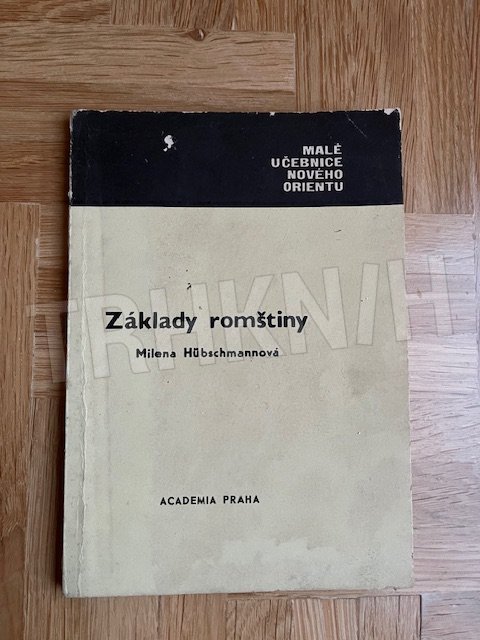 MALÉ
UČEBNICE
NOVÉHO
ORIENTU
TRHKNIH
Základy romštiny
Milena Hübschmannová
ACADEMIA PRAHA